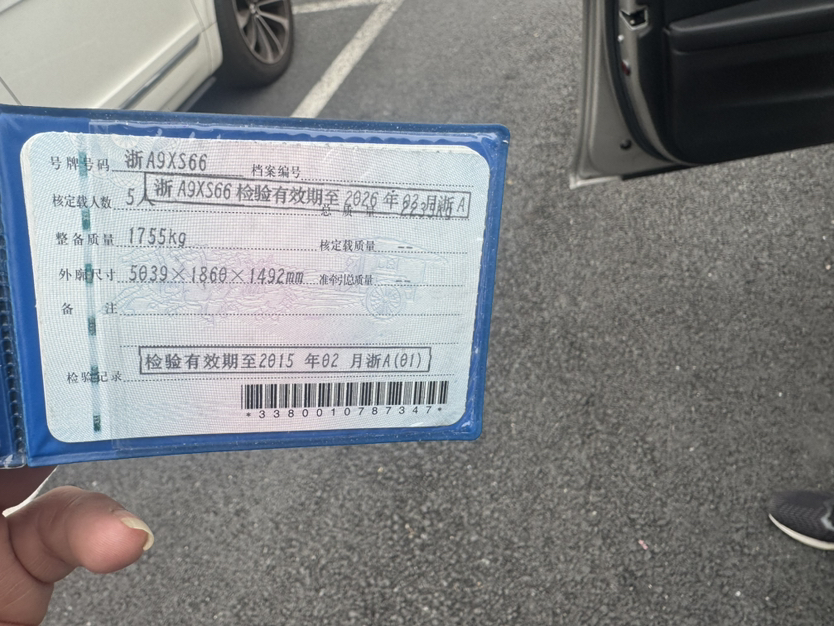 号牌号码 浙A9XS66 档案编号
浙A9XS66检验有效期至2026年02月浙A
核定载人数 5人 总质量 2235kg
整备质量 1755kg 核定载质量 --
外廓尺寸 5039×1860×1492mm 准牵引总质量 --
备注
检验有效期至2015年02月浙A(01)
检验记录
*3380010787347*